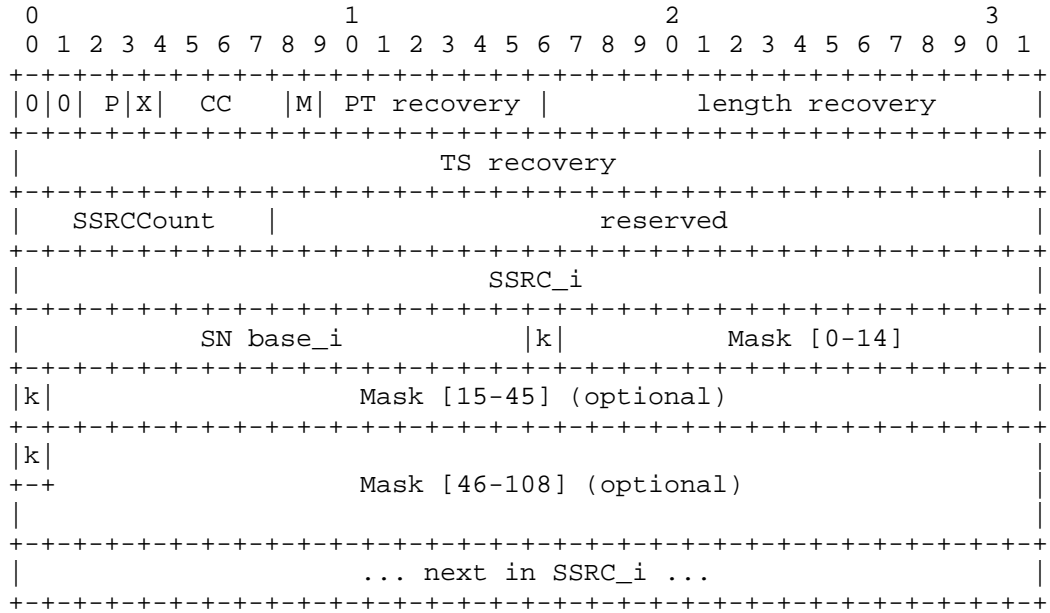 0                   1                   2                   3
 0 1 2 3 4 5 6 7 8 9 0 1 2 3 4 5 6 7 8 9 0 1 2 3 4 5 6 7 8 9 0 1
+-+-+-+-+-+-+-+-+-+-+-+-+-+-+-+-+-+-+-+-+-+-+-+-+-+-+-+-+-+-+-+-+
|0|0| P|X|  CC   |M| PT recovery |         length recovery      |
+-+-+-+-+-+-+-+-+-+-+-+-+-+-+-+-+-+-+-+-+-+-+-+-+-+-+-+-+-+-+-+-+
|                          TS recovery                          |
+-+-+-+-+-+-+-+-+-+-+-+-+-+-+-+-+-+-+-+-+-+-+-+-+-+-+-+-+-+-+-+-+
|   SSRCCount   |                    reserved                   |
+-+-+-+-+-+-+-+-+-+-+-+-+-+-+-+-+-+-+-+-+-+-+-+-+-+-+-+-+-+-+-+-+
|                             SSRC_i                            |
+-+-+-+-+-+-+-+-+-+-+-+-+-+-+-+-+-+-+-+-+-+-+-+-+-+-+-+-+-+-+-+-+
|           SN base_i           |k|          Mask [0-14]        |
+-+-+-+-+-+-+-+-+-+-+-+-+-+-+-+-+-+-+-+-+-+-+-+-+-+-+-+-+-+-+-+-+
|k|                   Mask [15-45] (optional)                   |
+-+-+-+-+-+-+-+-+-+-+-+-+-+-+-+-+-+-+-+-+-+-+-+-+-+-+-+-+-+-+-+-+
|k|                                                             |
+-+                   Mask [46-108] (optional)                  |
|                                                               |
+-+-+-+-+-+-+-+-+-+-+-+-+-+-+-+-+-+-+-+-+-+-+-+-+-+-+-+-+-+-+-+-+
|                     ... next in SSRC_i ...                    |
+-+-+-+-+-+-+-+-+-+-+-+-+-+-+-+-+-+-+-+-+-+-+-+-+-+-+-+-+-+-+-+-+